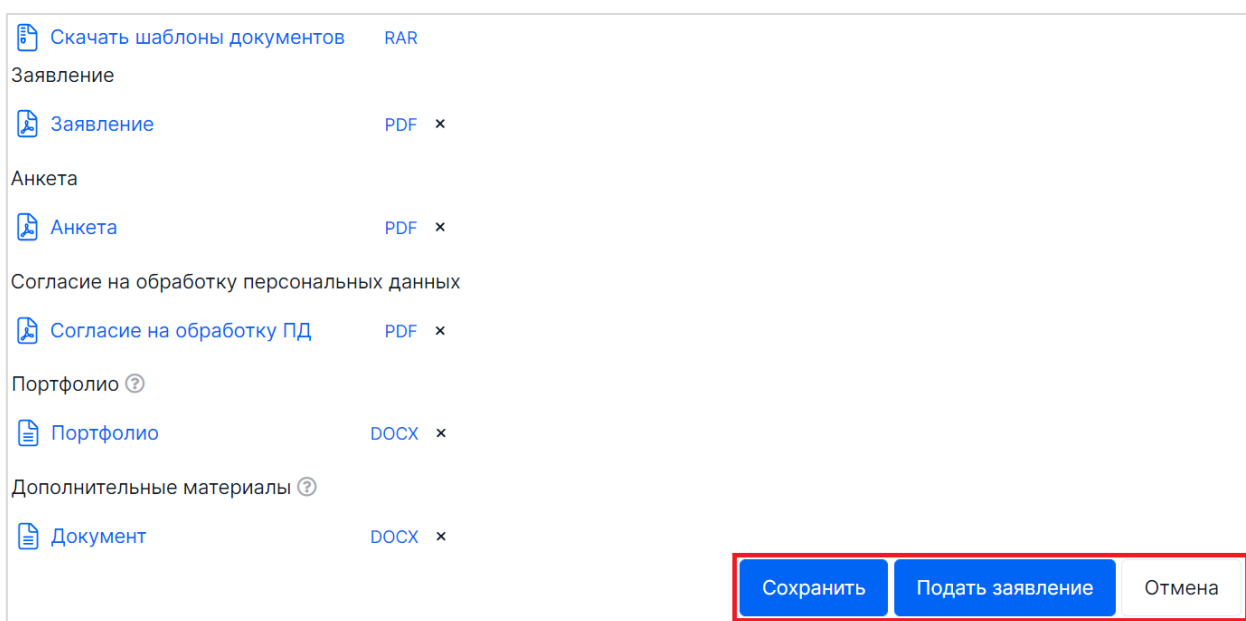 Скачать шаблоны документов RAR
Заявление
Заявление PDF ×
Анкета
Анкета PDF ×
Согласие на обработку персональных данных
Согласие на обработку ПД PDF ×
Портфолио ?
Портфолио DOCX ×
Дополнительные материалы ?
Документ DOCX ×
Сохранить Подать заявление Отмена